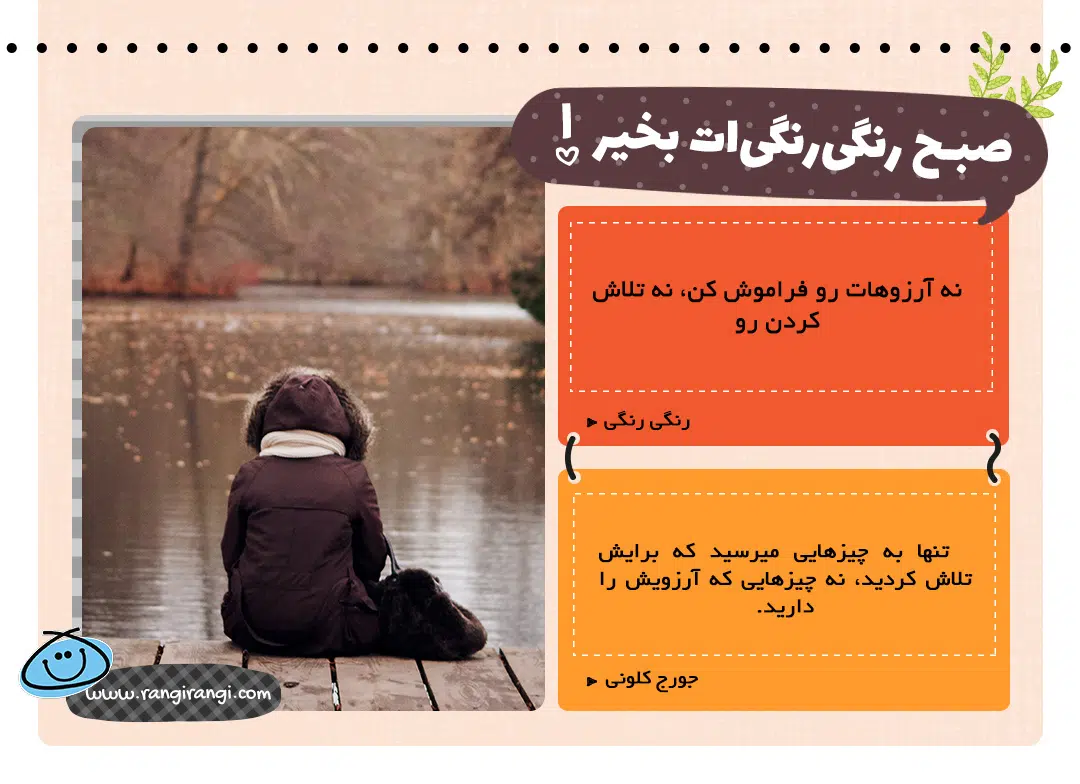 صبح رنگی‌رنگی‌ات بخیر !
نه آرزوهات رو فراموش کن، نه تلاش
کردن رو
رنگی رنگی
تنها به چیزهایی میرسید که برایش
تلاش کردید، نه چیزهایی که آرزویش را
دارید.
جورج کلونی
www.rangirangi.com